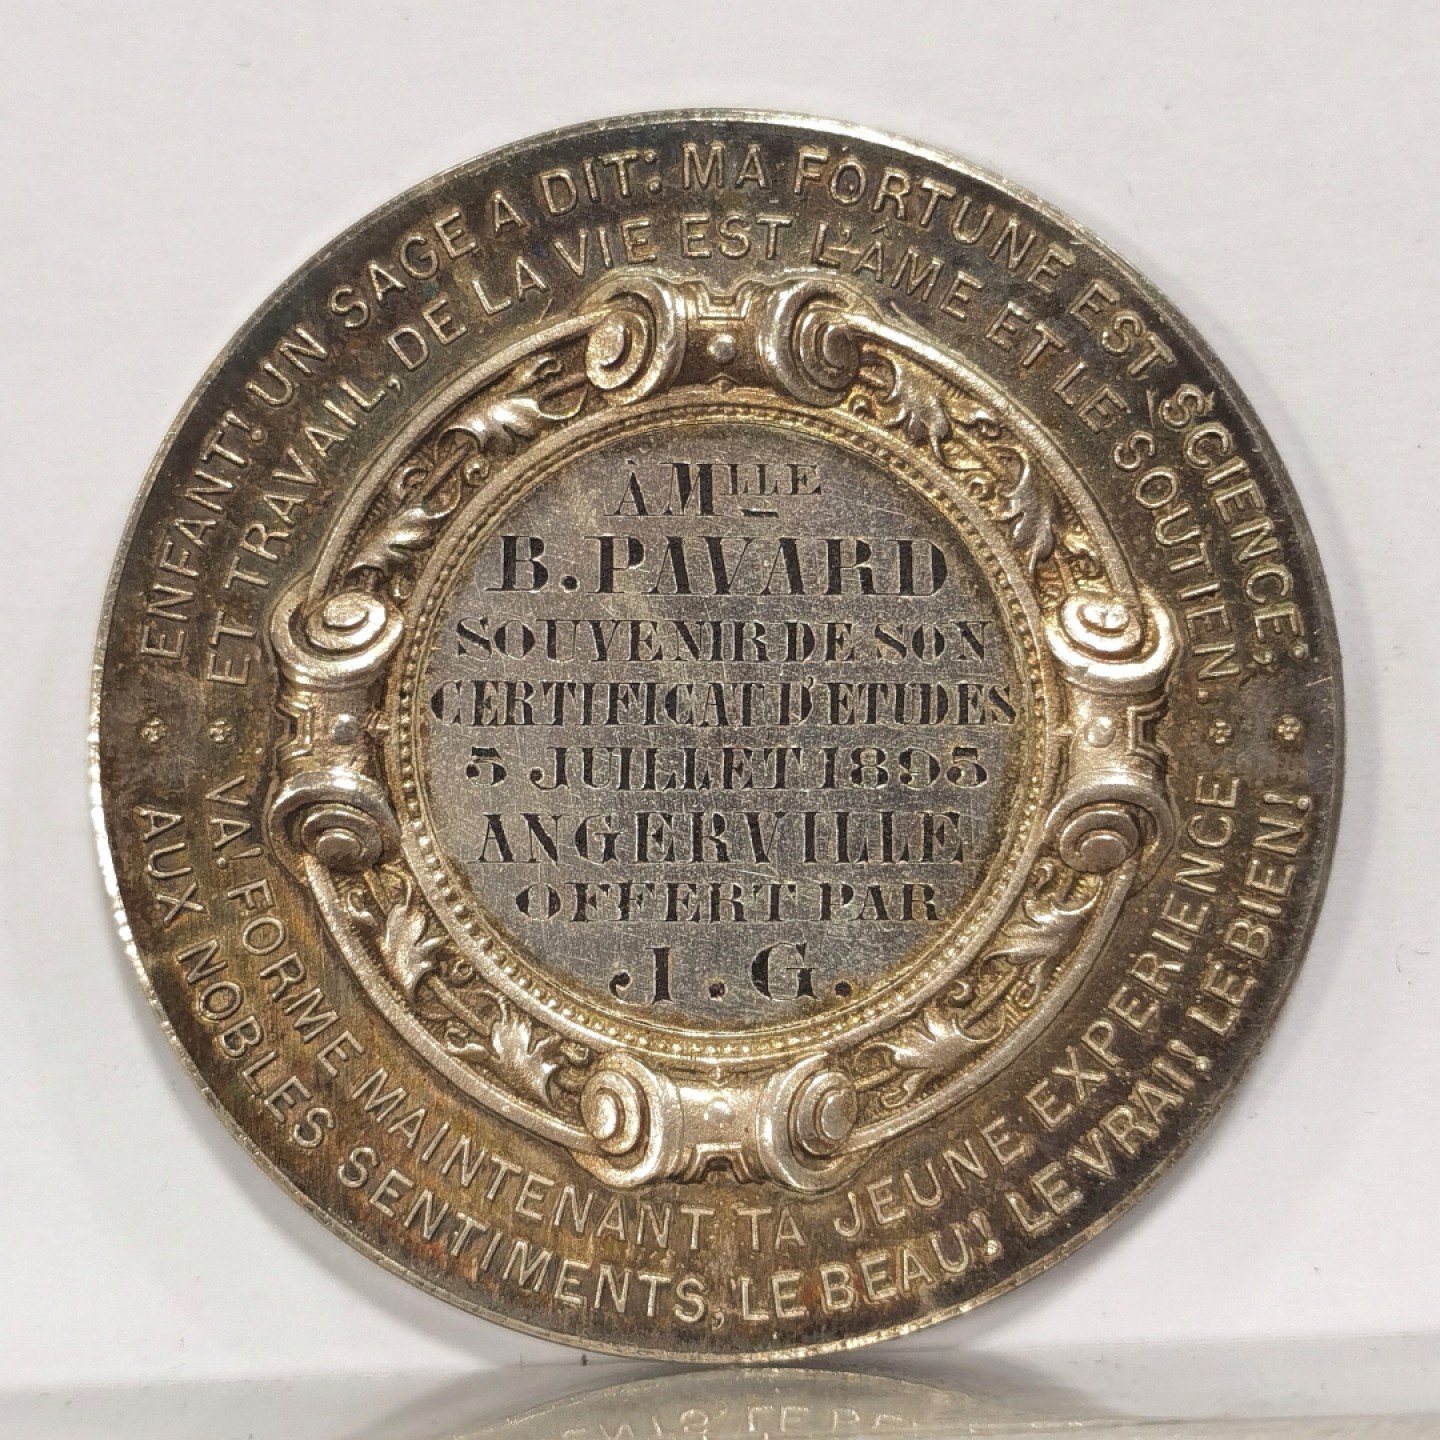 ENFANT! UN SAGE A DIT: MA FORTUNE EST SCIENCE;
ET TRAVAIL, DE LA VIE EST L'ÂME ET LE SOUTIEN.
À MLLE
B. PAVARD
SOUVENIR DE SON
CERTIFICAT D'ETUDES
5 JUILLET 1895
ANGERVILLE
OFFERT PAR
J. G.
VA! FORME MAINTENANT TA JEUNE EXPERIENCE
AUX NOBLES SENTIMENTS, LE BEAU! LE VRAI! LE BIEN!